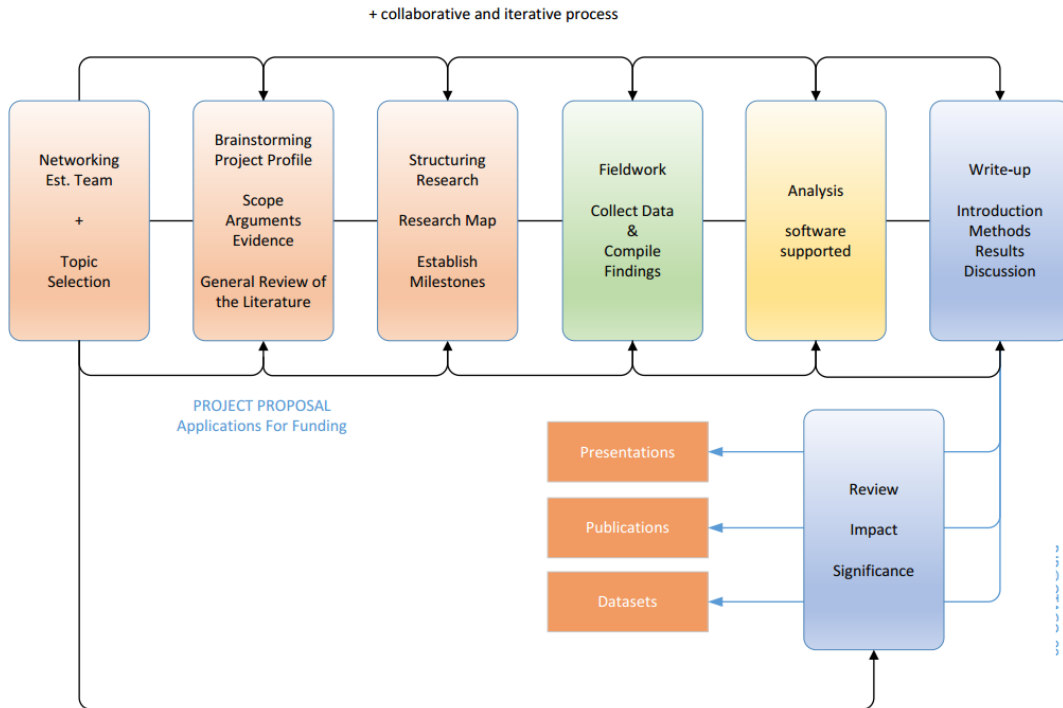 + collaborative and iterative process
Networking
Est. Team
+
Topic
Selection
Brainstorming
Project Profile
Scope
Arguments
Evidence
General Review of
the Literature
Structuring
Research
Research Map
Establish
Milestones
Fieldwork
Collect Data
&
Compile
Findings
Analysis
software
supported
Write-up
Introduction
Methods
Results
Discussion
PROJECT PROPOSAL
Applications For Funding
Presentations
Publications
Datasets
Review
Impact
Significance